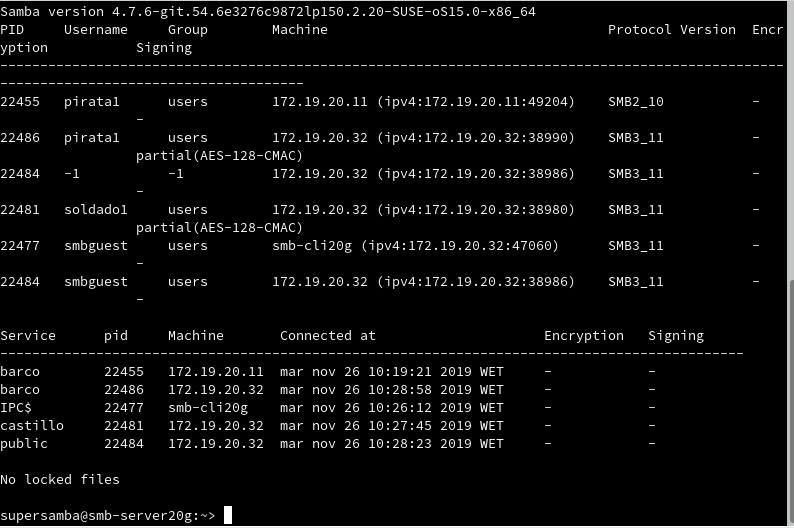 Samba version 4.7.6-git.54.6e3276c9872lp150.2.20-SUSE-oS15.0-x86_64
PID     Username     Group        Machine                                   Protocol Version  Encr
yption           Signing
--------------------------------------------------------------------------------------------------
--------------------------------------
22455   pirata1      users        172.19.20.11 (ipv4:172.19.20.11:49204)    SMB2_10           -
                 -
22486   pirata1      users        172.19.20.32 (ipv4:172.19.20.32:38990)    SMB3_11           -
                 partial(AES-128-CMAC)
22484   -1           -1           172.19.20.32 (ipv4:172.19.20.32:38986)    SMB3_11           -
                 -
22481   soldado1     users        172.19.20.32 (ipv4:172.19.20.32:38980)    SMB3_11           -
                 partial(AES-128-CMAC)
22477   smbguest     users        smb-cli20g (ipv4:172.19.20.32:47060)      SMB3_11           -
                 -
22484   smbguest     users        172.19.20.32 (ipv4:172.19.20.32:38986)    SMB3_11           -
                 -
Service      pid     Machine       Connected at                     Encryption   Signing
---------------------------------------------------------------------------------------------
barco        22455   172.19.20.11  mar nov 26 10:19:21 2019 WET     -            -
barco        22486   172.19.20.32  mar nov 26 10:28:58 2019 WET     -            -
IPC$         22477   smb-cli20g    mar nov 26 10:26:12 2019 WET     -            -
castillo     22481   172.19.20.32  mar nov 26 10:27:45 2019 WET     -            -
public       22484   172.19.20.32  mar nov 26 10:28:23 2019 WET     -            -
No locked files
supersamba@smb-server20g:~>